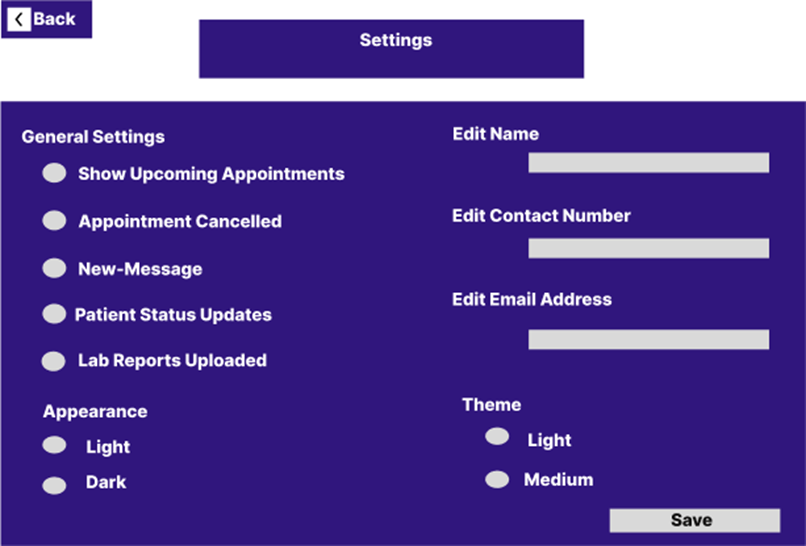 Back
Settings
General Settings
Show Upcoming Appointments
Appointment Cancelled
New-Message
Patient Status Updates
Lab Reports Uploaded
Appearance
Light
Dark
Edit Name
Edit Contact Number
Edit Email Address
Theme
Light
Medium
Save